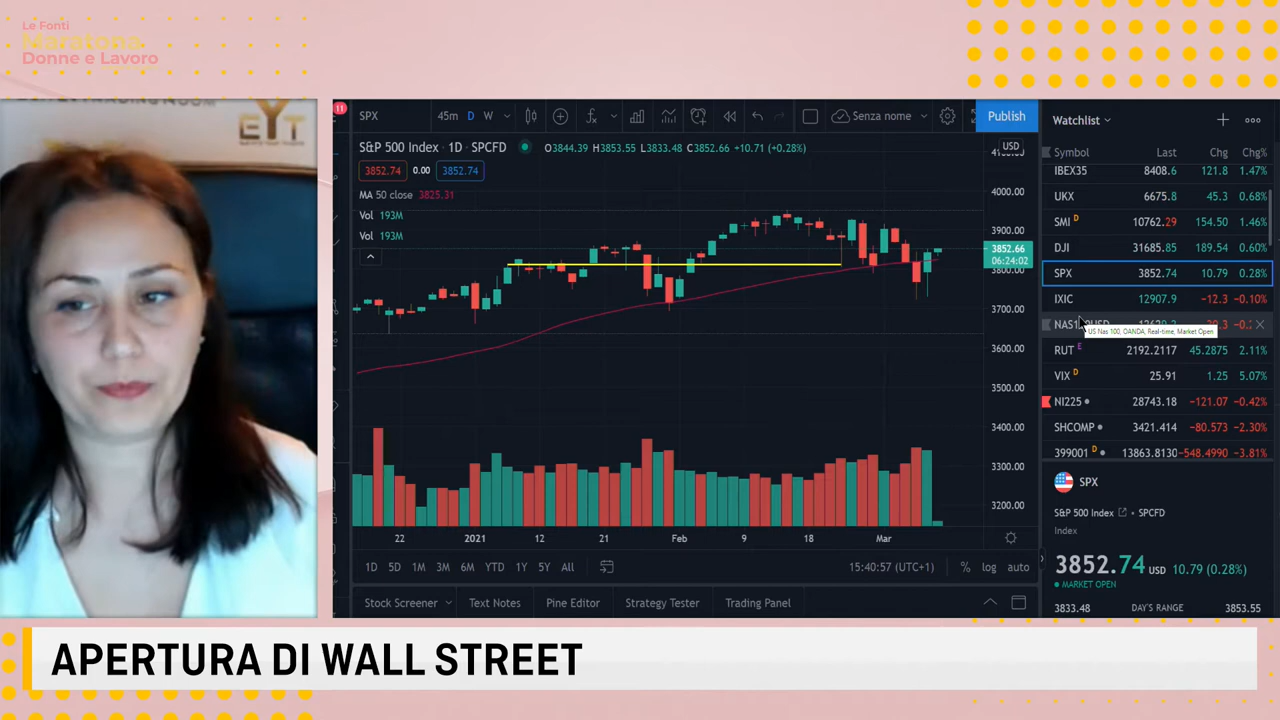 Le Fonti
Maratona
Donne e Lavoro
EYT
11
SPX
45m D W
Senza nome
Publish
S&P 500 Index · 1D · SPCFD
O3844.39 H3853.55 L3833.48 C3852.66 +10.71 (+0.28%)
USD
3852.74 0.00 3852.74
MA 50 close 3825.31
Vol 193M
Vol 193M
4000.00
3900.00
3852.66
06:24:02
3800.00
3700.00
3600.00
3500.00
3400.00
3300.00
3200.00
22 2021 12 21 Feb 9 18 Mar
1D 5D 1M 3M 6M YTD 1Y 5Y All
15:40:57 (UTC+1) % log auto
Stock Screener Text Notes Pine Editor Strategy Tester Trading Panel
Watchlist
Symbol Last Chg Chg%
IBEX35 8408.6 121.8 1.47%
UKX 6675.8 45.3 0.68%
SMI D 10762.29 154.50 1.46%
DJI 31685.85 189.54 0.60%
SPX 3852.74 10.79 0.28%
IXIC 12907.9 −12.3 −0.10%
US Nas 100, OANDA, Real-time, Market Open
RUT E 2192.2117 45.2875 2.11%
VIX D 25.91 1.25 5.07%
NI225 28743.18 −121.07 −0.42%
SHCOMP 3421.414 −80.573 −2.30%
399001 D 13863.8130 −548.4990 −3.81%
SPX
S&P 500 Index · SPCFD
Index
3852.74 USD 10.79 (0.28%)
MARKET OPEN
3833.48 DAY'S RANGE 3853.55
APERTURA DI WALL STREET